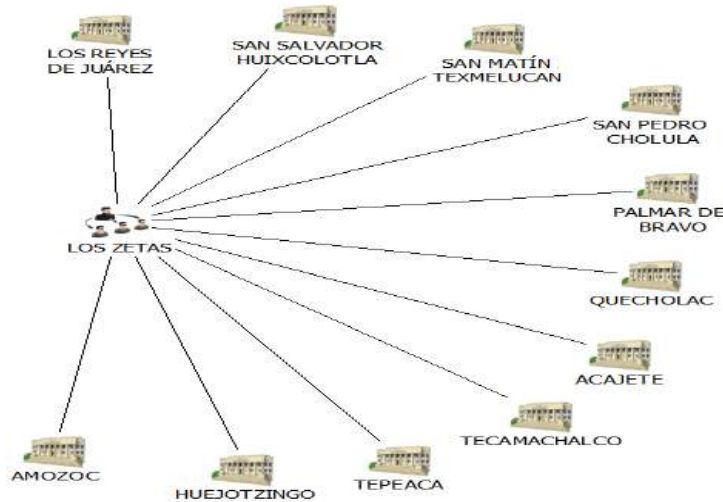 LOS REYES
DE JUÁREZ
SAN SALVADOR
HUIXCOLOTLA
SAN MATÍN
TEXMELUCAN
SAN PEDRO
CHOLULA
PALMAR DE
BRAVO
LOS ZETAS
QUECHOLAC
ACAJETE
TECAMACHALCO
TEPEACA
HUEJOTZINGO
AMOZOC